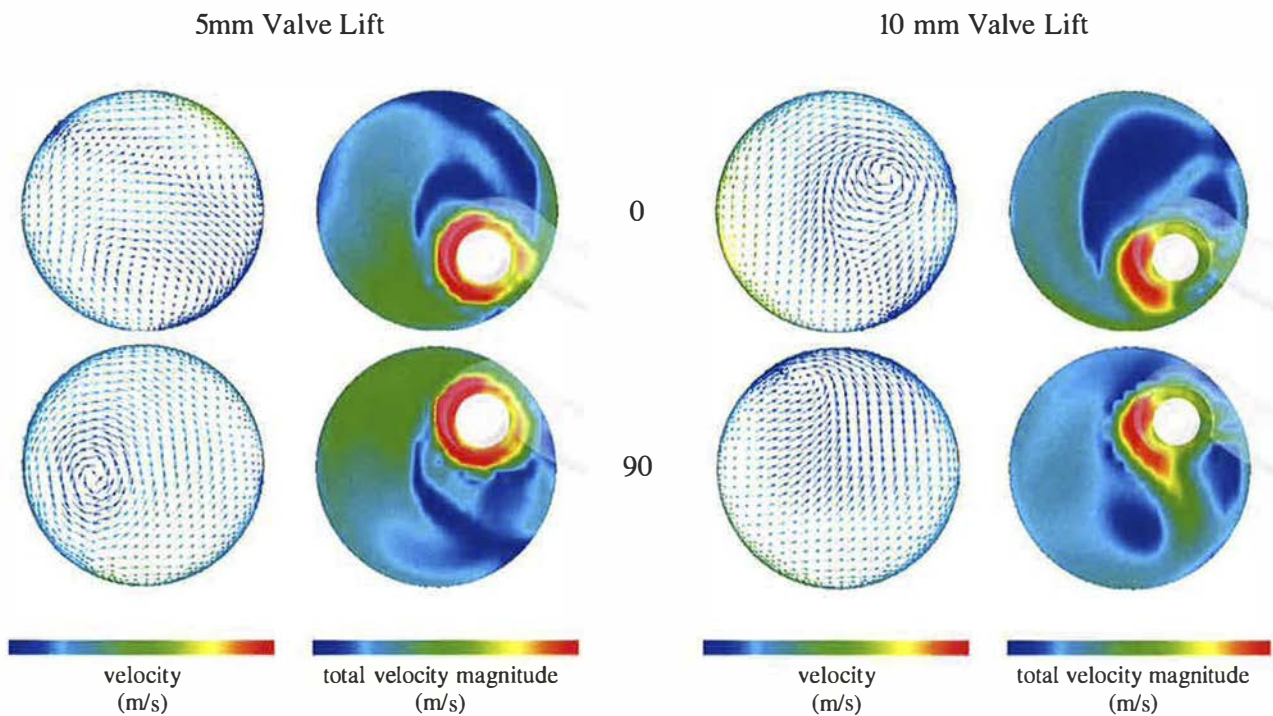 5mm Valve Lift
10 mm Valve Lift
0
90
velocity
(m/s)
total velocity magnitude
(m/s)
velocity
(m/s)
total velocity magnitude
(m/s)